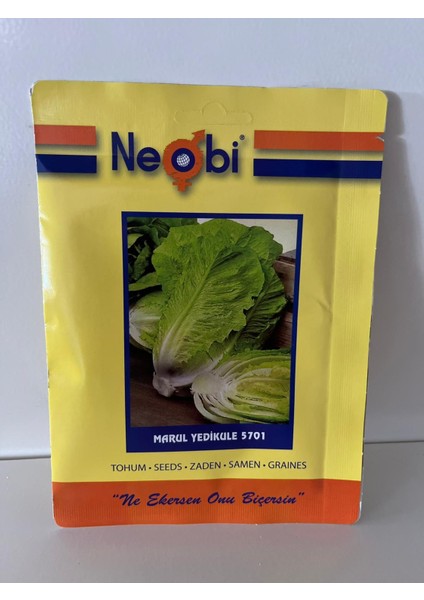 Neobi®
MARUL YEDİKULE 5701
TOHUM • SEEDS • ZADEN • SAMEN • GRAINES
"Ne Ekersen Onu Biçersin"